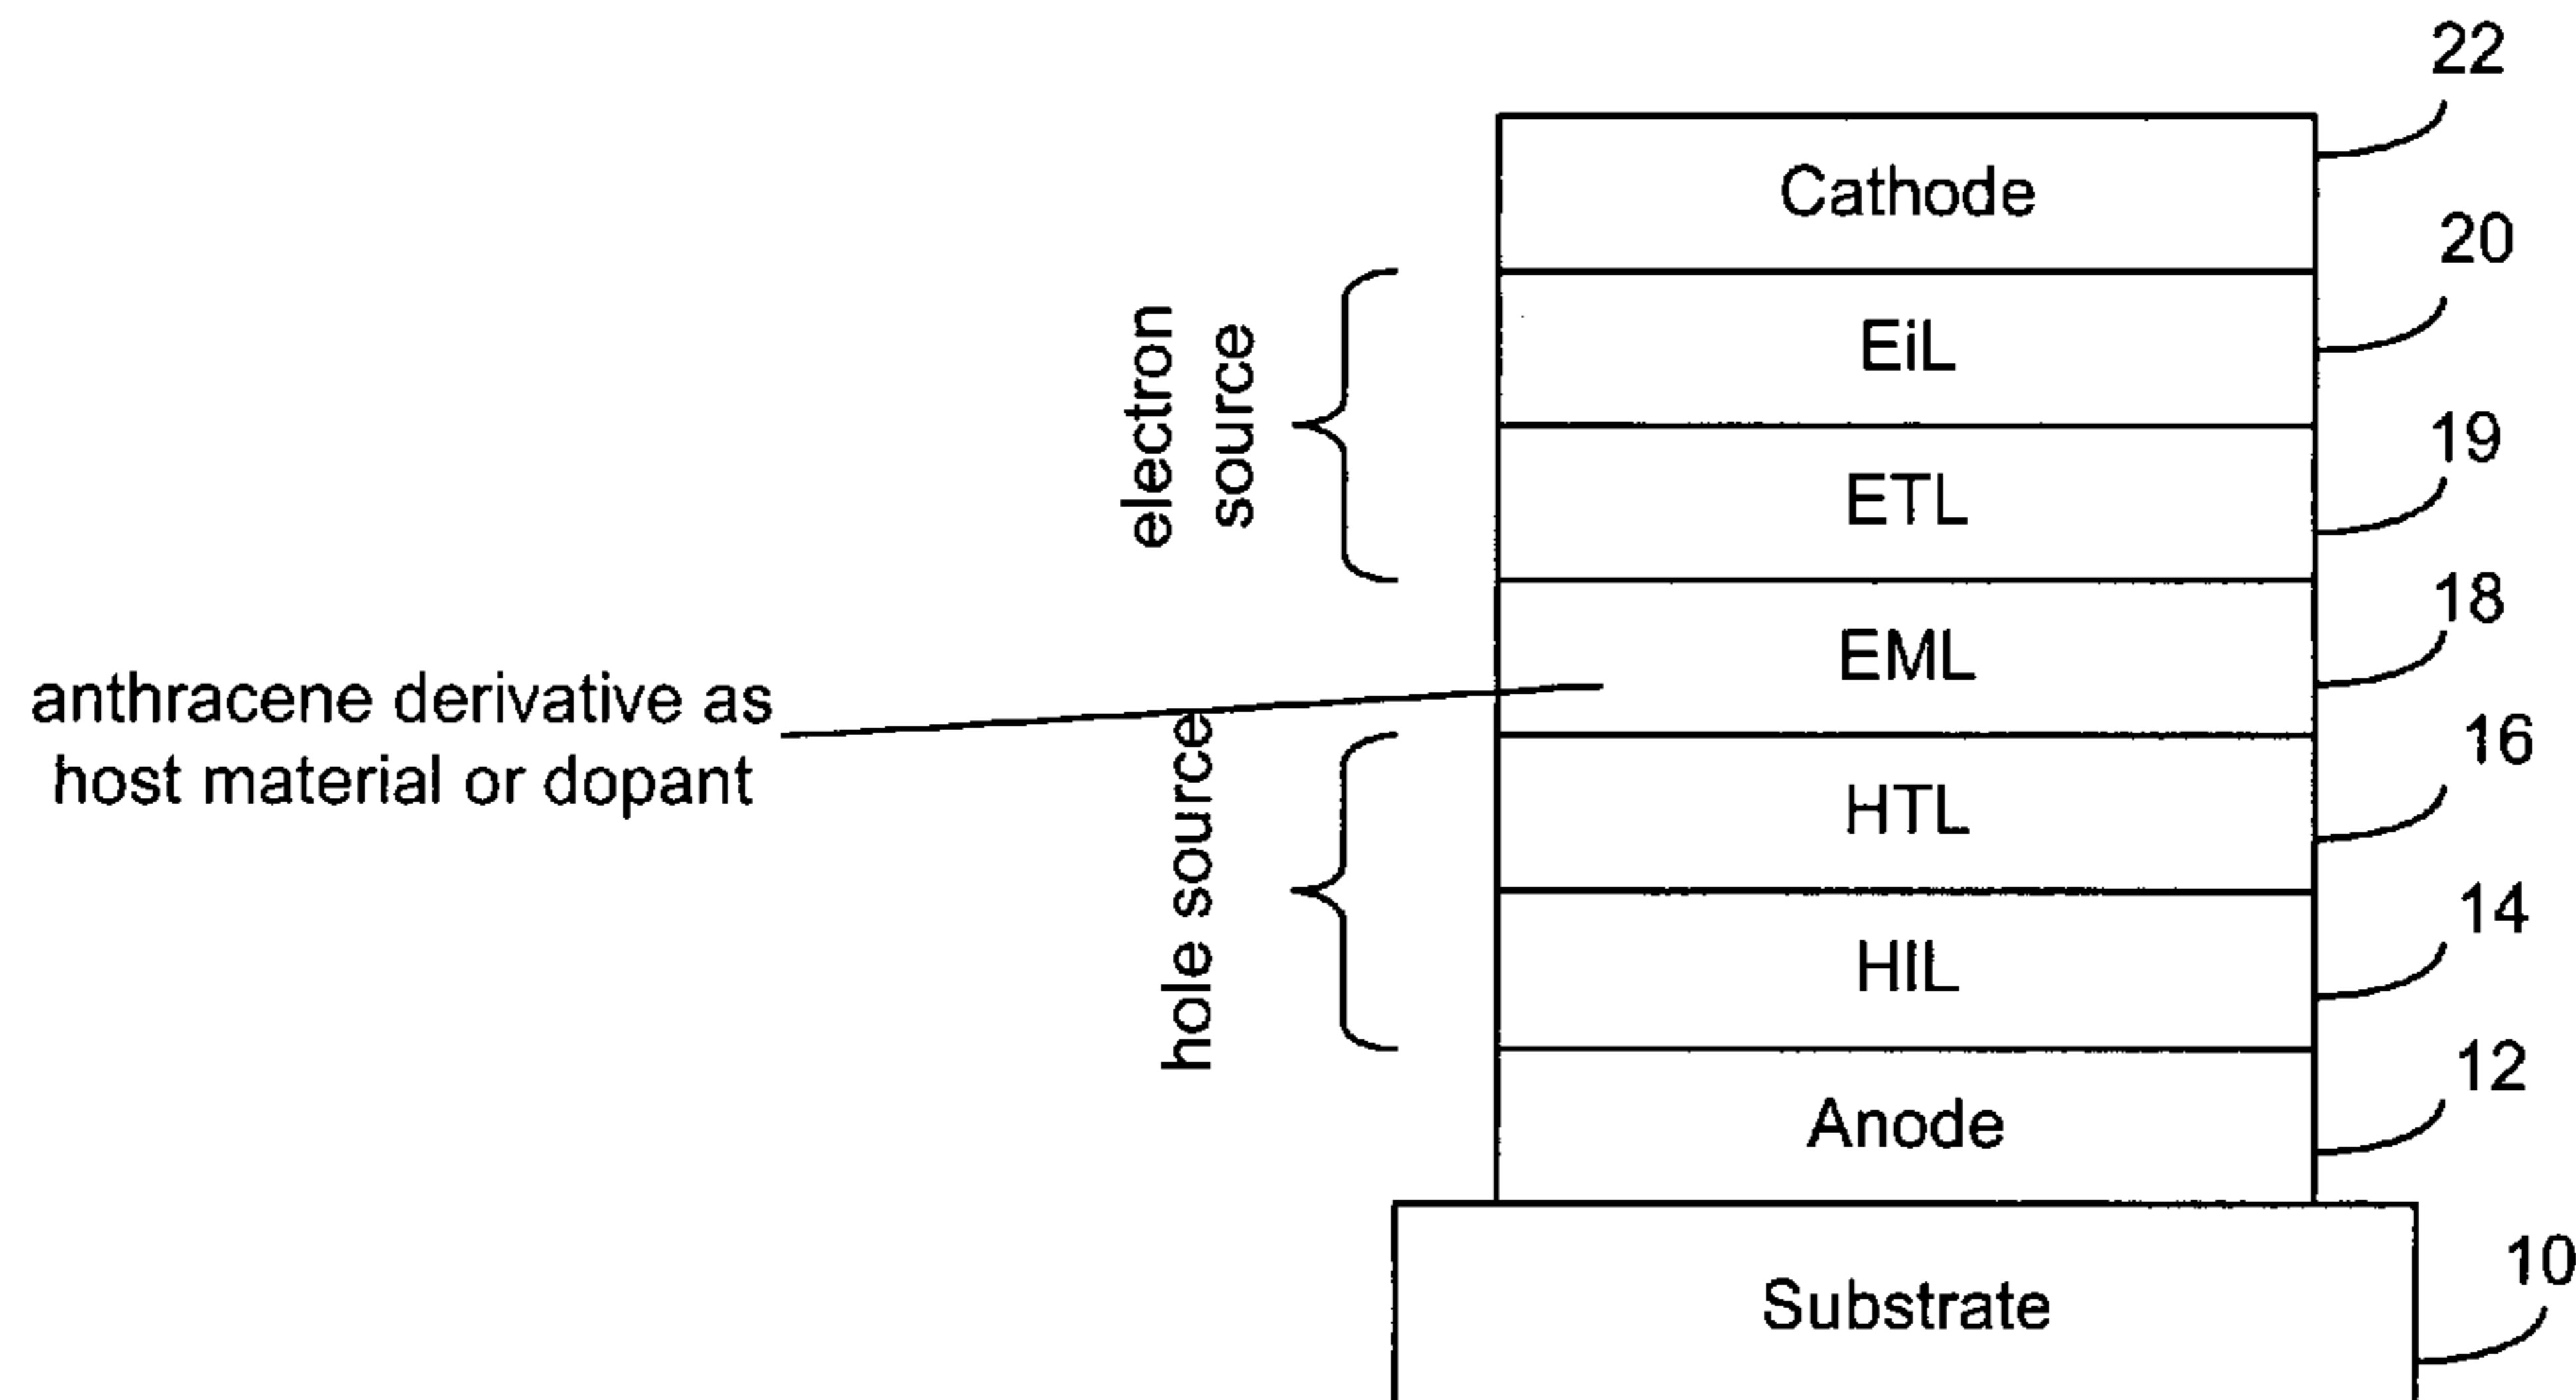 22
Cathode
20
EiL
electron
source
19
ETL
18
EML
anthracene derivative as
host material or dopant
16
HTL
hole source
14
HIL
12
Anode
10
Substrate